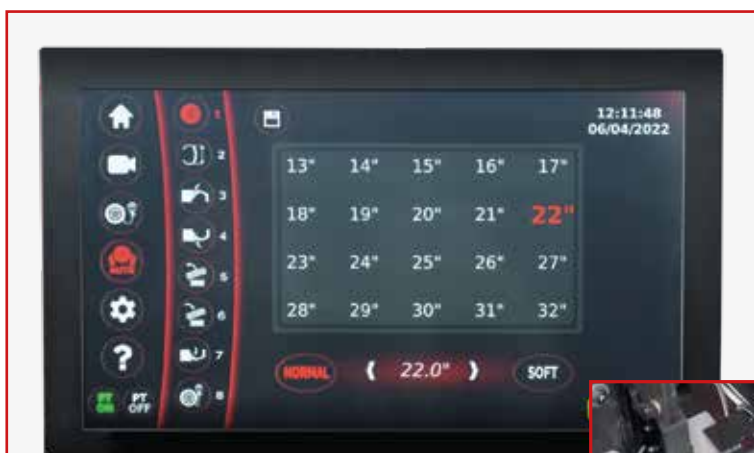 12:11:48
06/04/2022
1
2
3
4
5
6
7
8
AUTO
PT ON
PT OFF
13" 14" 15" 16" 17"
18" 19" 20" 21" 22"
23" 24" 25" 26" 27"
28" 29" 30" 31" 32"
NORMAL 22.0" SOFT